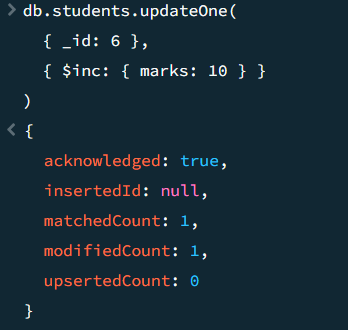 > db.students.updateOne(
{ _id: 6 },
{ $inc: { marks: 10 } }
)
< {
acknowledged: true,
insertedId: null,
matchedCount: 1,
modifiedCount: 1,
upsertedCount: 0
}